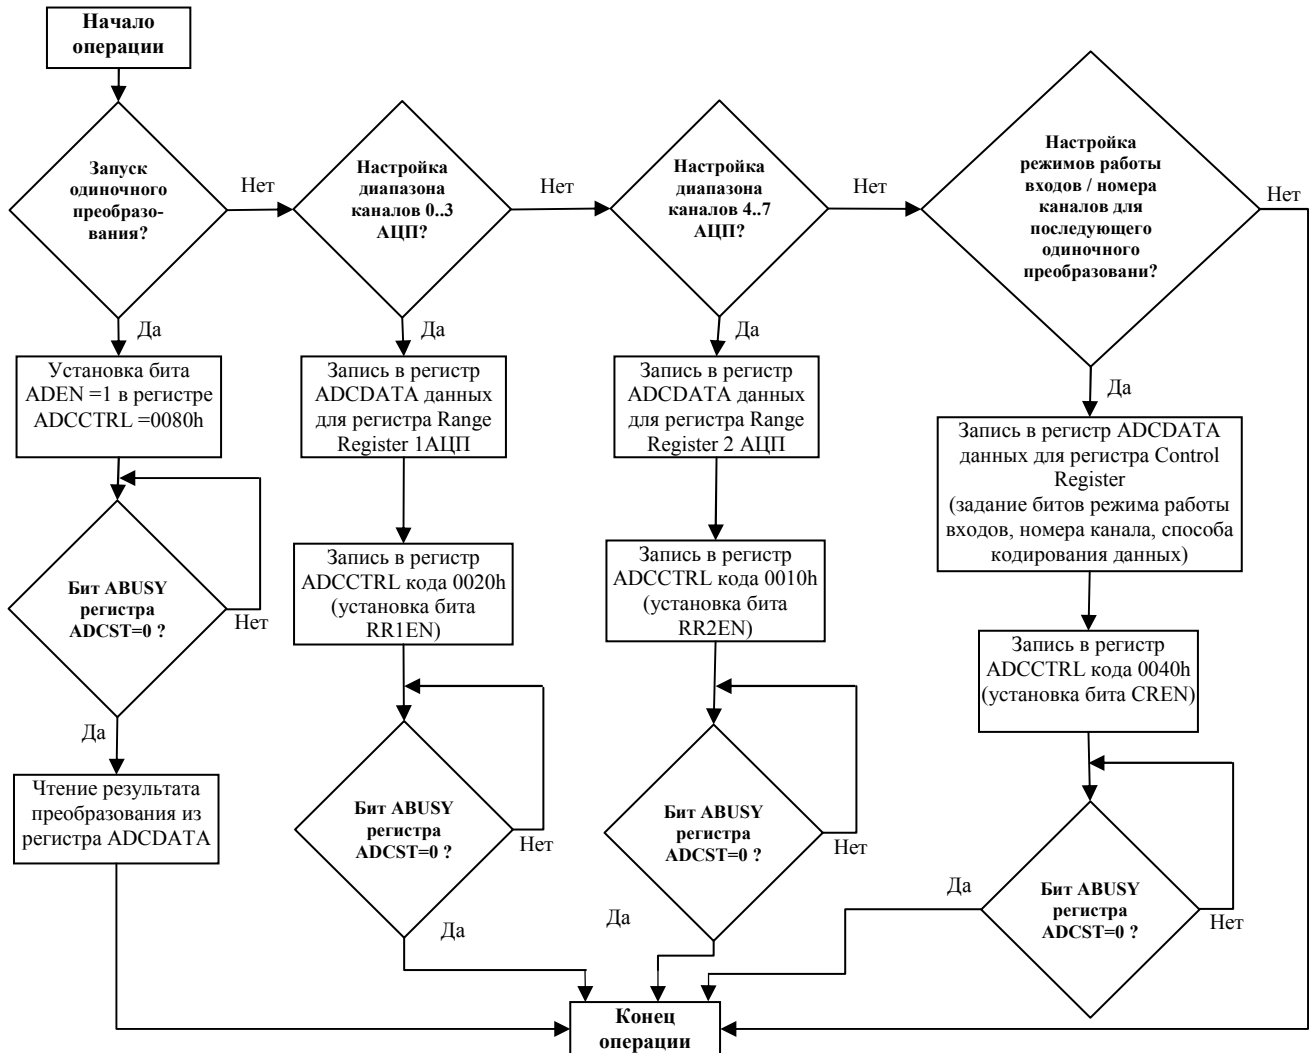 Начало
операции
Запуск
одиночного
преобразо-
вания?
Нет
Настройка
диапазона
каналов 0..3
АЦП?
Нет
Настройка
диапазона
каналов 4..7
АЦП?
Нет
Настройка
режимов работы
входов / номера
каналов для
последующего
одиночного
преобразовани?
Нет
Да
Да
Да
Да
Установка бита
ADEN =1 в регистре
ADCCTRL =0080h
Запись в регистр
ADCDATA данных
для регистра Range
Register 1АЦП
Запись в регистр
ADCDATA данных
для регистра Range
Register 2 АЦП
Запись в регистр ADCDATA
данных для регистра Control
Register
(задание битов режима работы
входов, номера канала, способа
кодирования данных)
Бит ABUSY
регистра
ADCST=0 ?
Нет
Да
Запись в регистр
ADCCTRL кода 0020h
(установка бита
RR1EN)
Запись в регистр
ADCCTRL кода 0010h
(установка бита
RR2EN)
Запись в регистр
ADCCTRL кода 0040h
(установка бита CREN)
Чтение результата
преобразования из
регистра ADCDATA
Бит ABUSY
регистра
ADCST=0 ?
Нет
Да
Бит ABUSY
регистра
ADCST=0 ?
Нет
Да
Бит ABUSY
регистра
ADCST=0 ?
Нет
Да
Конец
операции